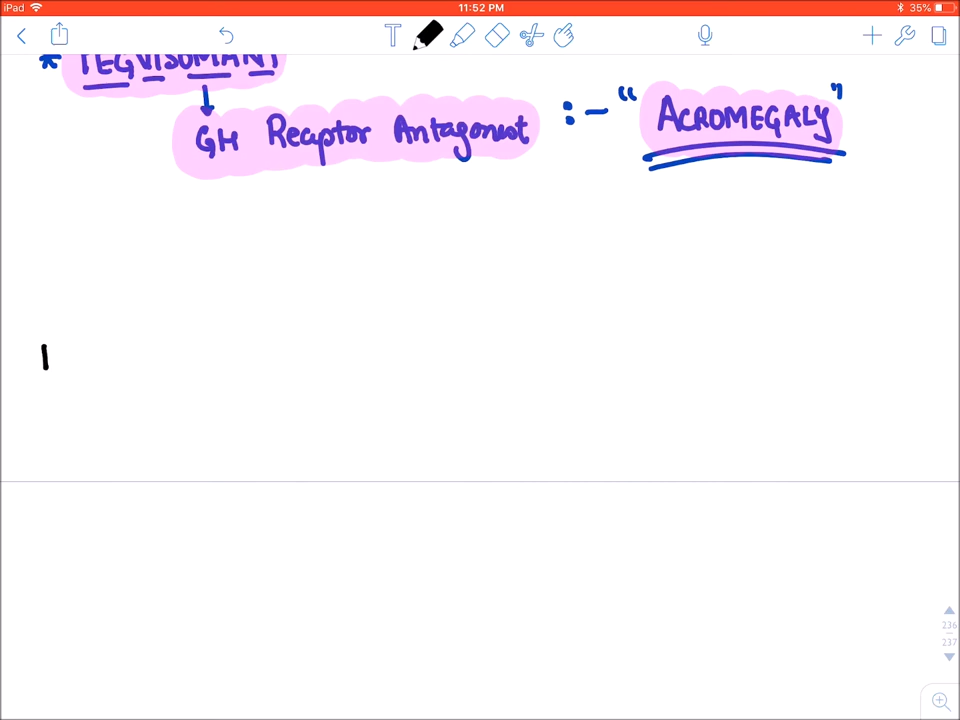 iPad 11:52 PM 35%
T
* PEGVISOMANT
GH Receptor Antagonist :- "ACROMEGALY"
I
236
237